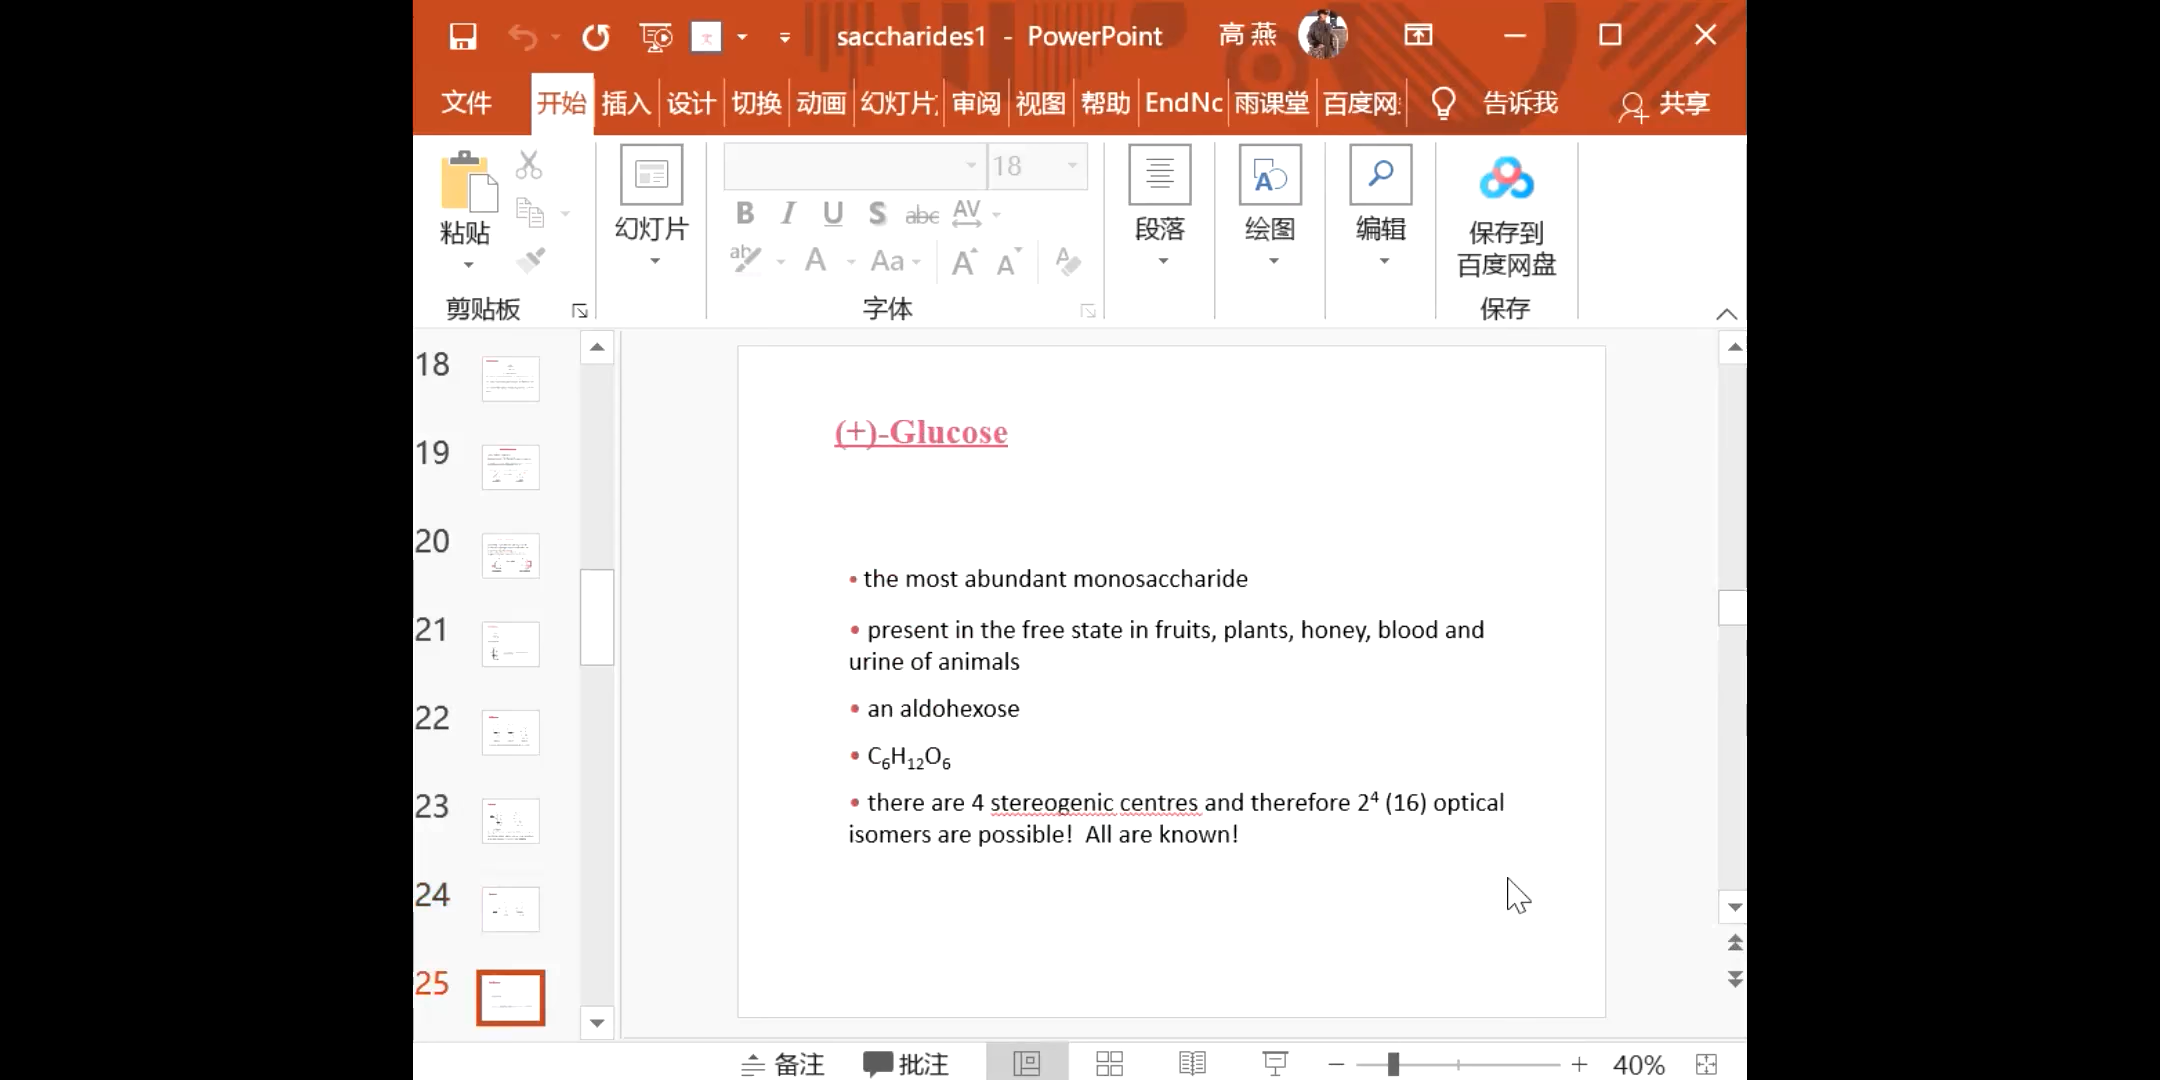 saccharides1 - PowerPoint
高 燕
文件
开始
插入
设计
切换
动画
幻灯片
审阅
视图
帮助
EndNc
雨课堂
百度网
告诉我
共享
粘贴
剪贴板
幻灯片
18
B I U S abc AV
ab A Aa A A A
字体
段落
A
绘图
编辑
保存到
百度网盘
保存
18
19
20
21
22
23
24
25
(+)-Glucose
• the most abundant monosaccharide
• present in the free state in fruits, plants, honey, blood and
urine of animals
• an aldohexose
• C₆H₁₂O₆
• there are 4 stereogenic centres and therefore 2⁴ (16) optical
isomers are possible! All are known!
备注
批注
40%